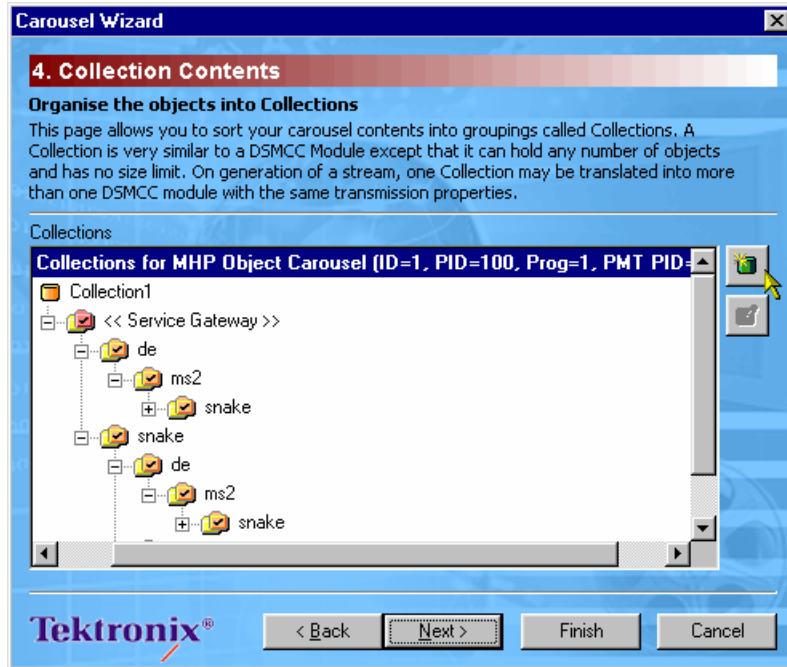 Carousel Wizard
4. Collection Contents
Organise the objects into Collections
This page allows you to sort your carousel contents into groupings called Collections. A
Collection is very similar to a DSMCC Module except that it can hold any number of objects
and has no size limit. On generation of a stream, one Collection may be translated into more
than one DSMCC module with the same transmission properties.
Collections
Collections for MHP Object Carousel (ID=1, PID=100, Prog=1, PMT PID=
Collection1
<< Service Gateway >>
de
ms2
snake
snake
de
ms2
snake
Tektronix®
< Back
Next >
Finish
Cancel